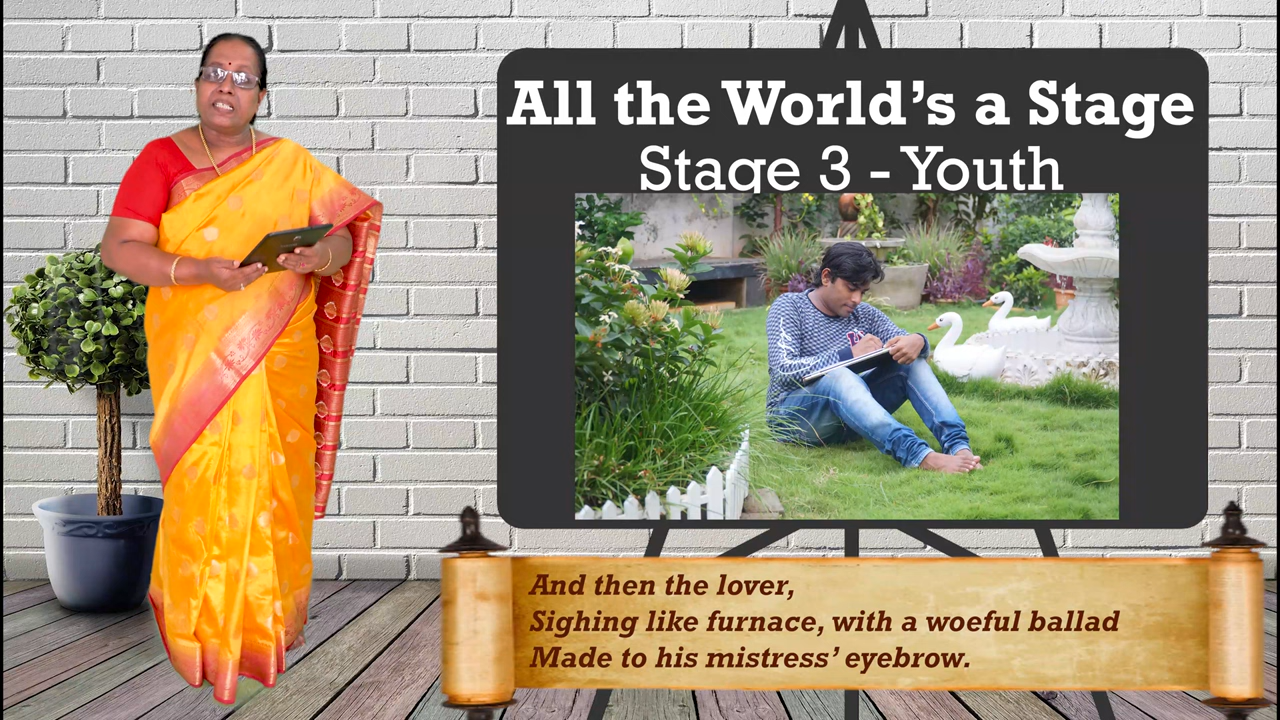 All the World's a Stage
Stage 3 - Youth
And then the lover,
Sighing like furnace, with a woeful ballad
Made to his mistress' eyebrow.